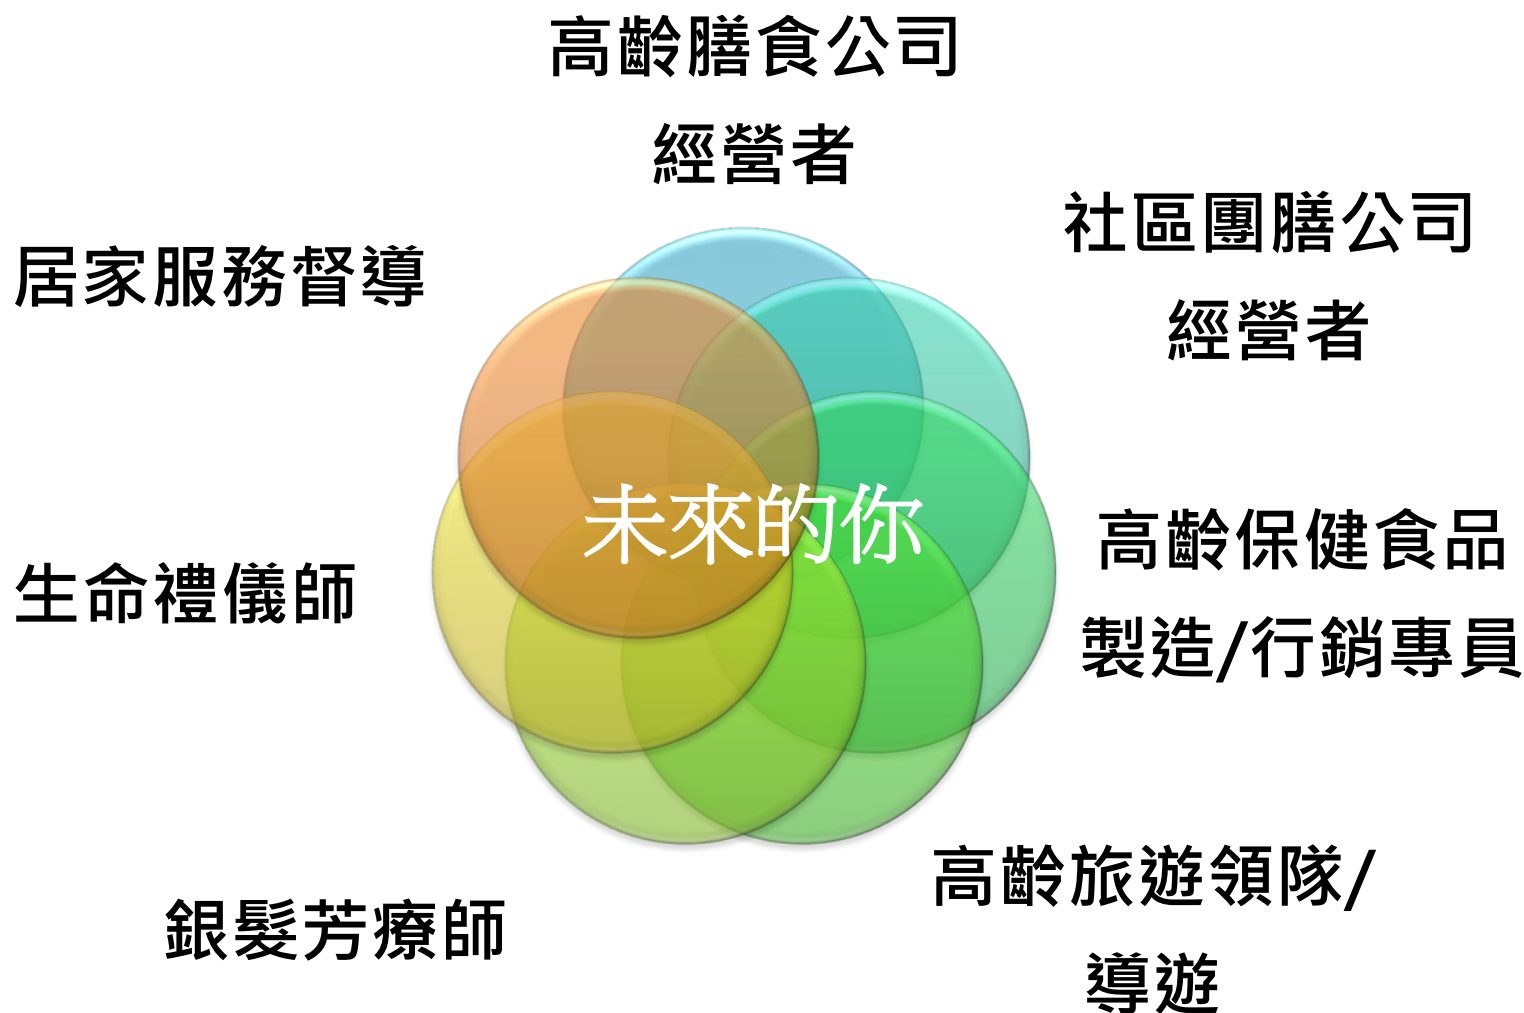 高齡膳食公司
經營者
社區團膳公司
經營者
高齡保健食品
製造/行銷專員
高齡旅遊領隊/
導遊
銀髮芳療師
生命禮儀師
居家服務督導
未來的你